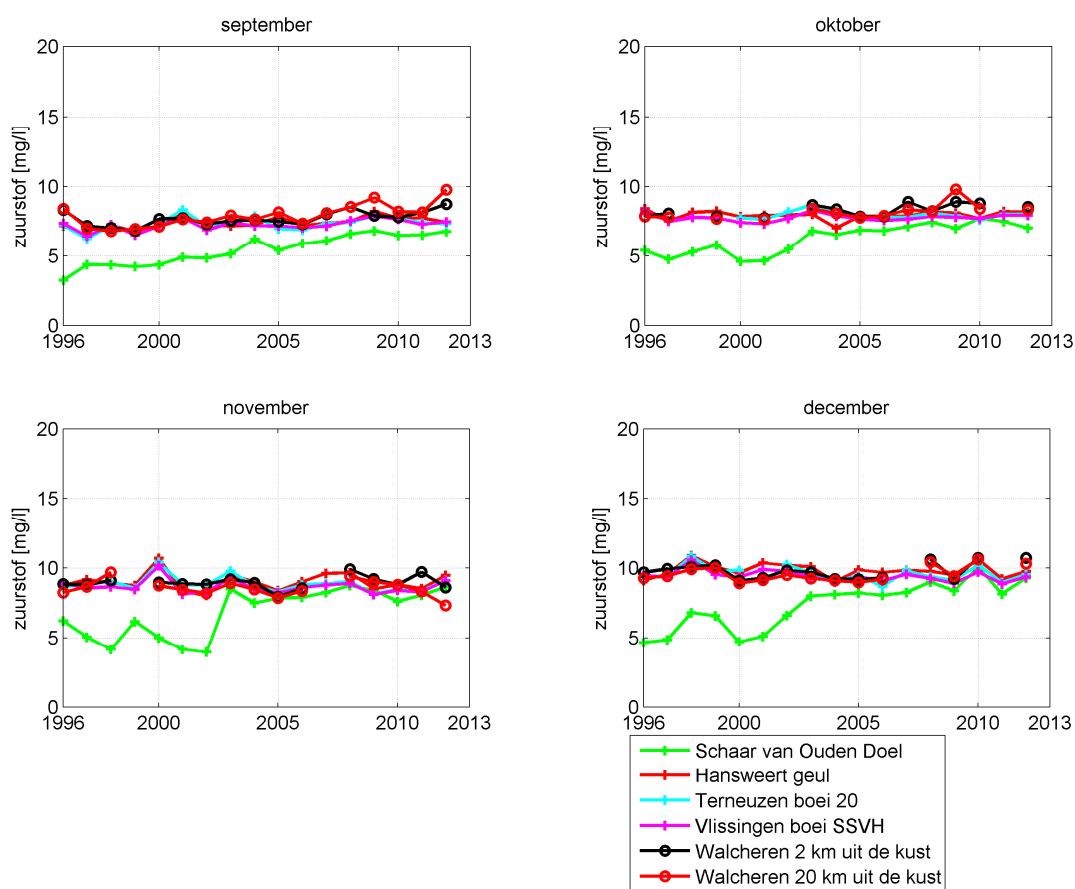 september
oktober
zuurstof [mg/l]
20
15
10
5
0
1996
2000
2005
2010
2013
zuurstof [mg/l]
20
15
10
5
0
1996
2000
2005
2010
2013
november
december
zuurstof [mg/l]
20
15
10
5
0
1996
2000
2005
2010
2013
zuurstof [mg/l]
20
15
10
5
0
1996
2000
2005
2010
2013
Schaar van Ouden Doel
Hansweert geul
Terneuzen boei 20
Vlissingen boei SSVH
Walcheren 2 km uit de kust
Walcheren 20 km uit de kust